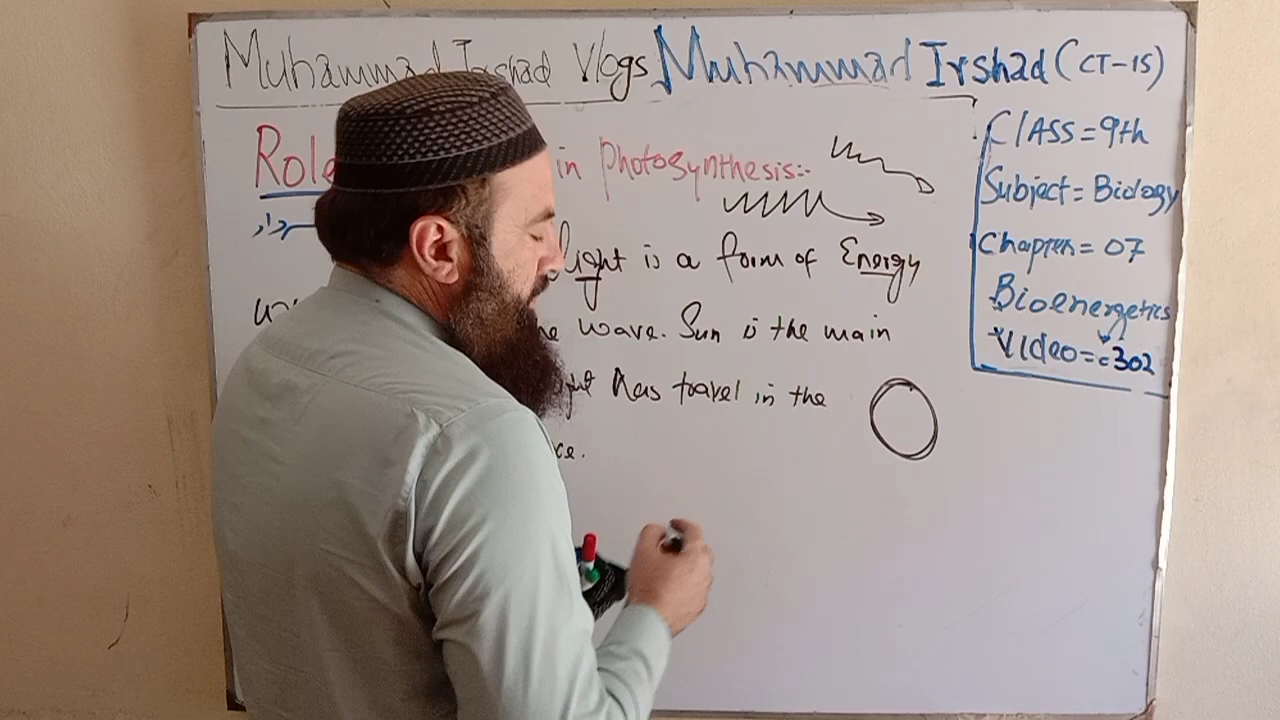 Muhammad Irshad Vlogs Muhammad Irshad (CT-15)
Role in Photosynthesis:-
light is a form of Energy
wave. Sun is the main
has travel in the
CLASS = 9th
Subject = Biology
Chapter = 07
Bioenergetics
Video = 302